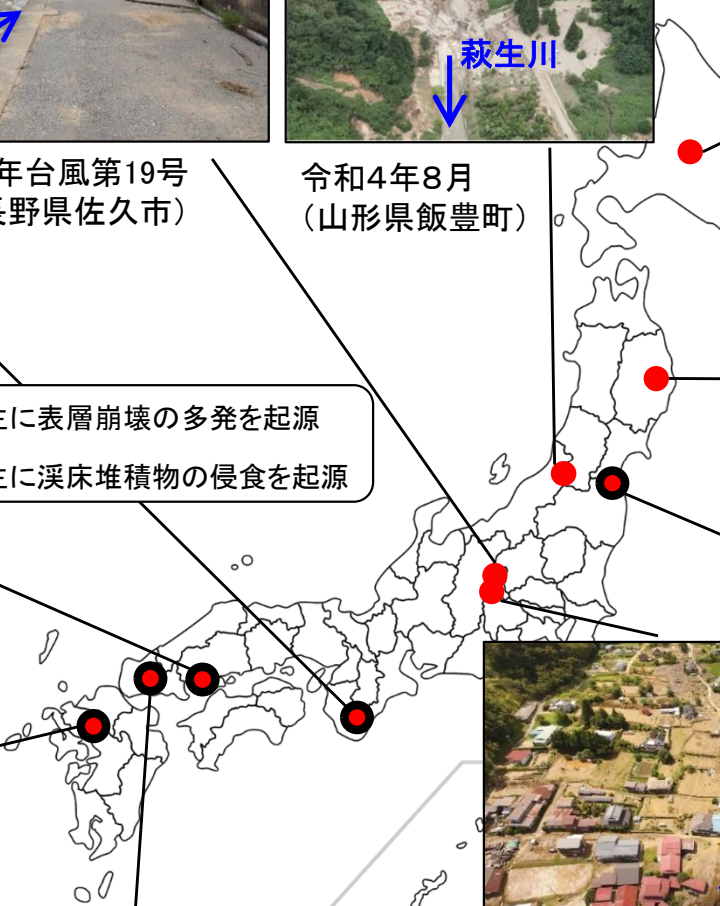 萩生川
年台風第19号
長野県佐久市）
令和４年８月
（山形県飯豊町）
主に表層崩壊の多発を起源
主に渓床堆積物の侵食を起源